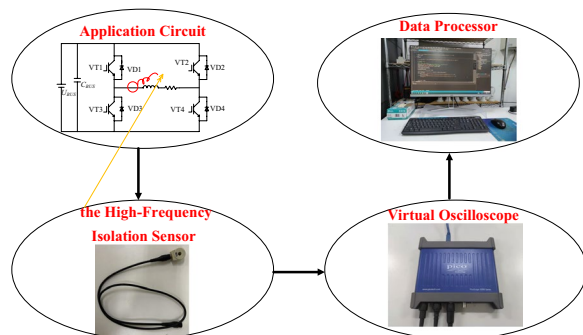 Application Circuit
VT1
VD1
VT2
VD2
U_BUS
C_BUS
VT3
VD3
VT4
VD4
Data Processor
the High-Frequency
Isolation Sensor
Virtual Oscilloscope
pico